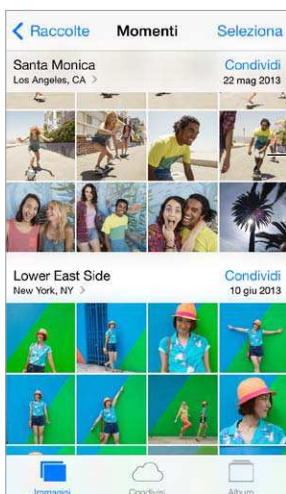 Raccolte Momenti Seleziona
Santa Monica Condividi
Los Angeles, CA > 22 mag 2013
Lower East Side Condividi
New York, NY > 10 giu 2013
Immagini Condivisi Album